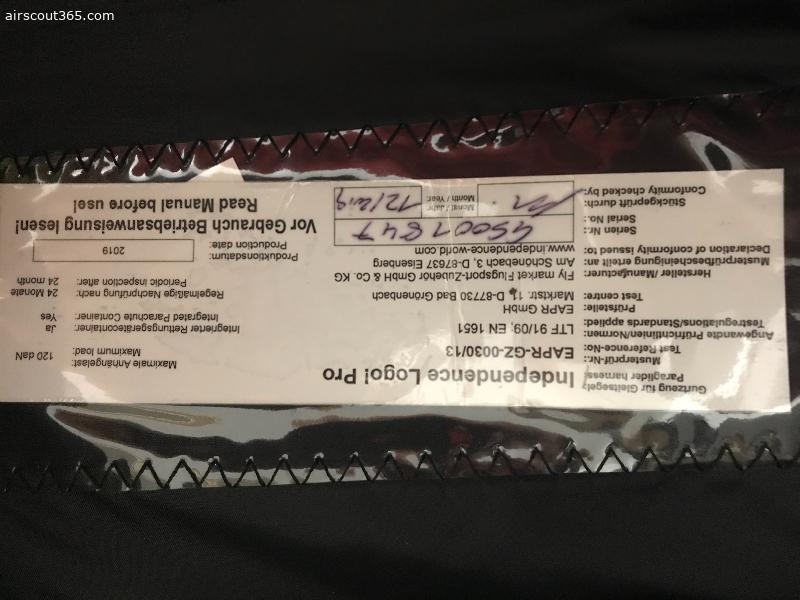 airscout365.com
Gurtzeug für Gleitsegel:
Paraglider harness:
Independence Logo! Pro
Musterprüf-Nr:
Test Reference-No:
EAPR-GZ-0030/13
Angewandte Prüfrichtlinien/Normen:
Testregulations/Standards applied:
LTF 91/09, EN 1651
Prüfstelle:
Test centre:
EAPR GmbH
Marktstr. 11, D-87730 Bad Grönenbach
Hersteller/Manufacturer:
Fly market Flugsport-Zubehör GmbH & Co. KG
Musterprüfbescheinigung erteilt an:
Declaration of conformity issued to:
Am Schönebach 3, D-87637 Eisenberg
www.independence-world.com
Serien Nr.:
Serial No.:
45001847
Stückgeprüft durch:
Conformity checked by:
Monat / Jahr:
Month / Year:
12/2019
Maximale Anhängelast:
Maximum load:
120 daN
Integrierter Rettungsgerätecontainer:
Ja
Integrated Parachute Container:
Yes
Regelmäßige Nachprüfung nach:
24 Monate
Periodic inspection after:
24 month
Produktionsdatum:
Production date:
2019
Vor Gebrauch Betriebsanweisung lesen!
Read Manual before use!